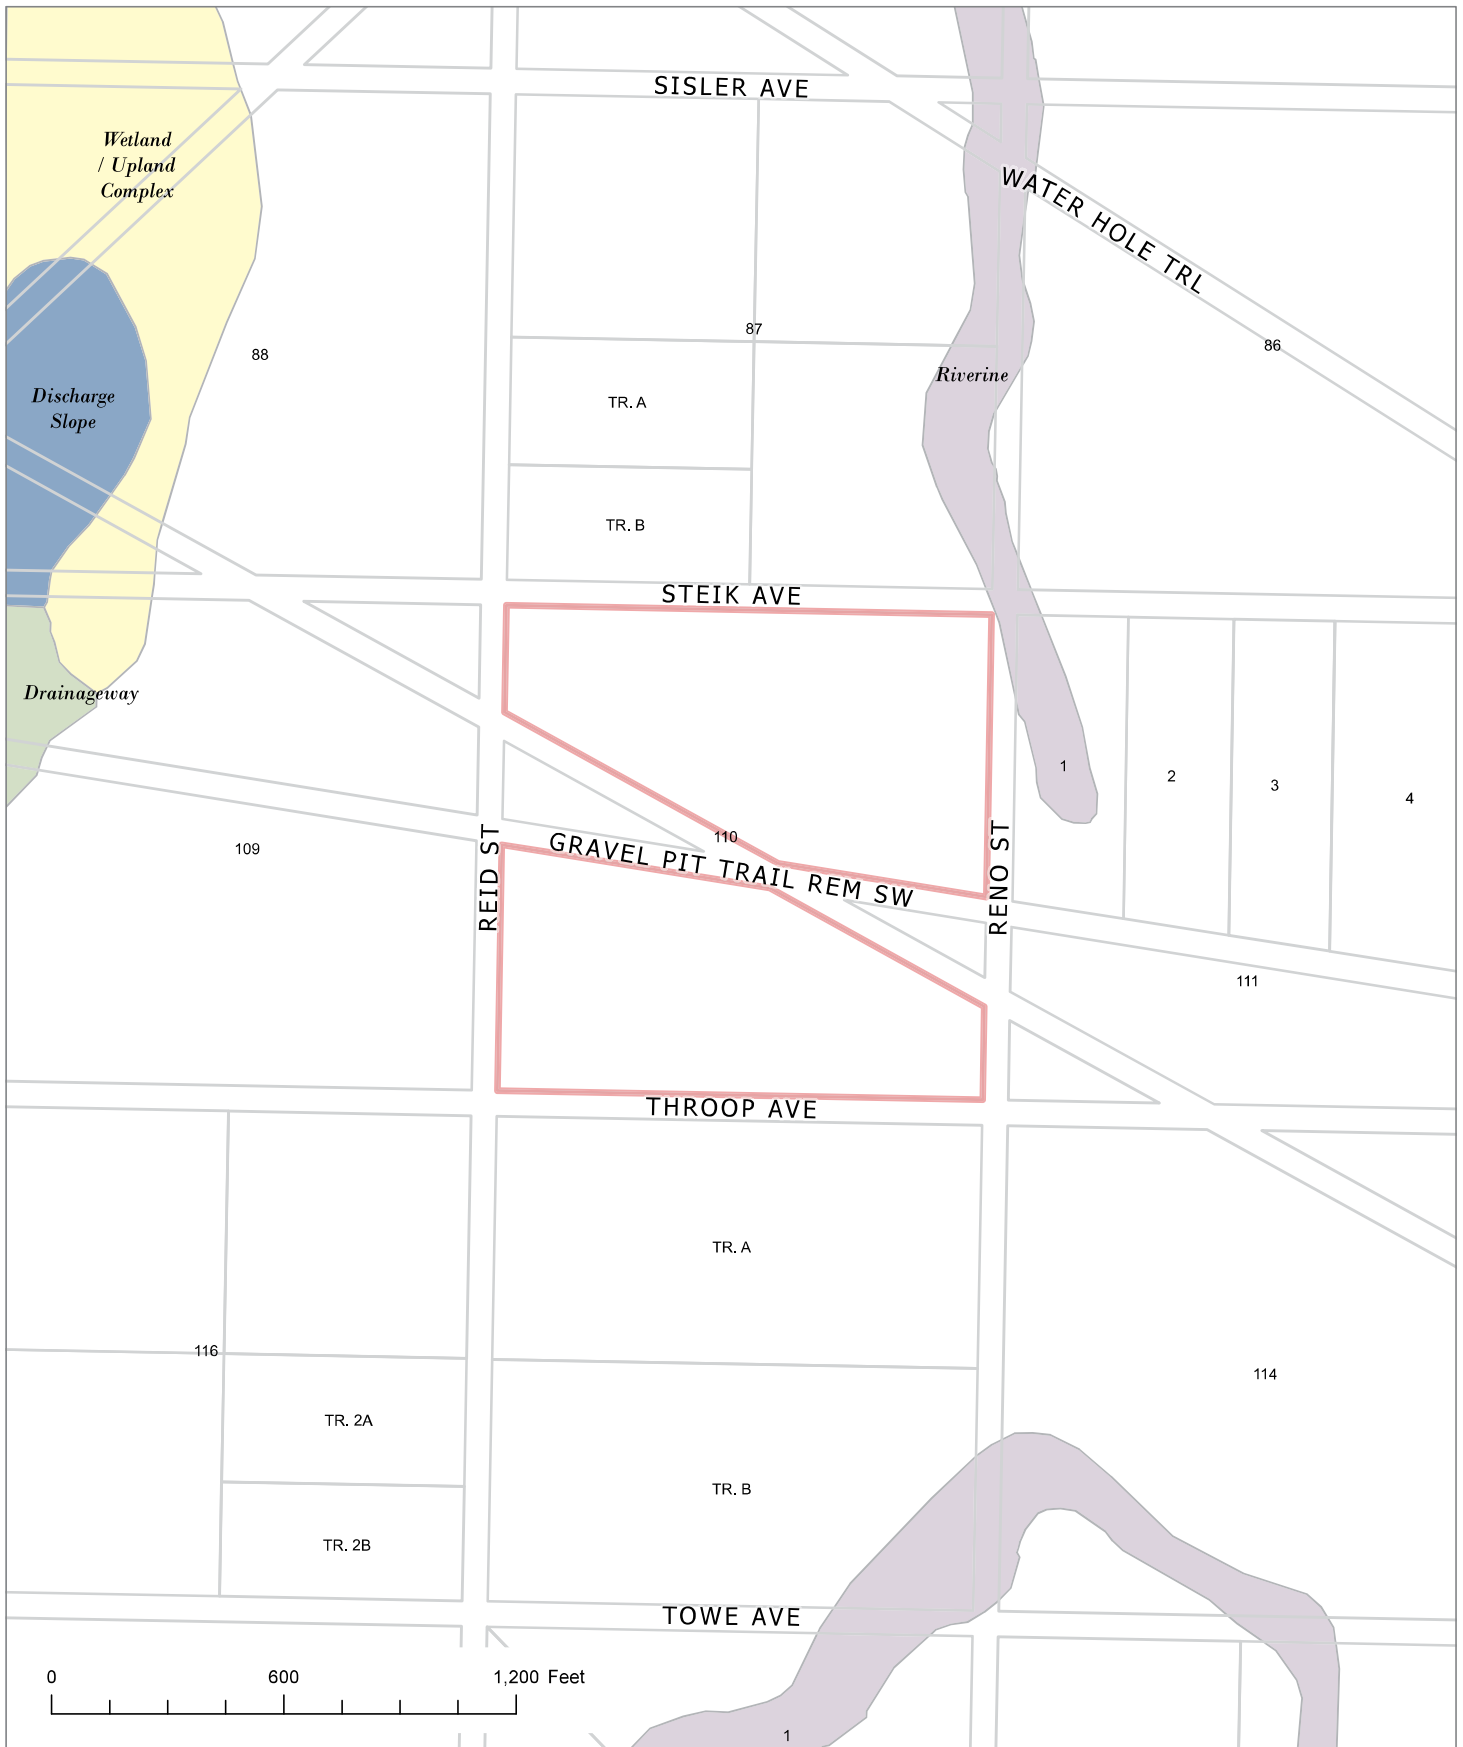 SISLER AVE
Wetland
/ Upland
Complex
WATER HOLE TRL
87
86
88
Riverine
Discharge
Slope
TR. A
TR. B
STEIK AVE
Drainageway
1
2
3
4
110
109
GRAVEL PIT TRAIL REM SW
REID ST
RENO ST
111
THROOP AVE
TR. A
116
114
TR. 2A
TR. B
TR. 2B
TOWE AVE
0 600 1,200 Feet
1